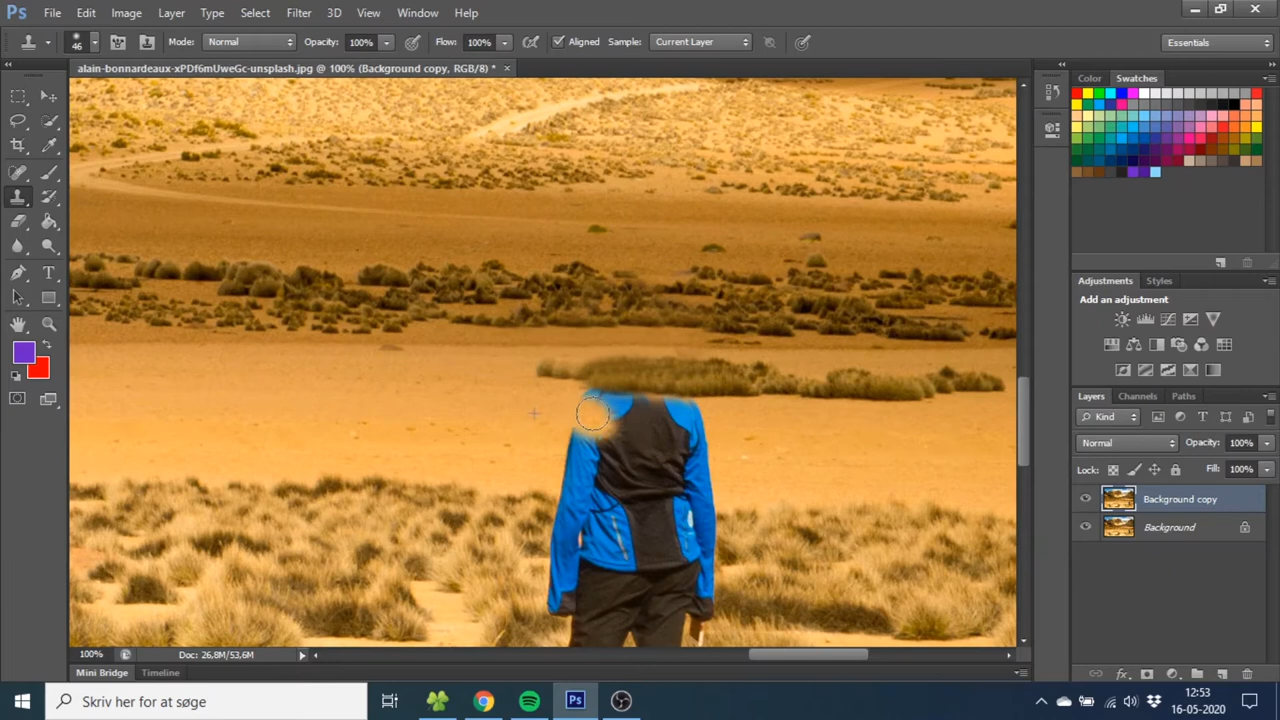 Ps File Edit Image Layer Type Select Filter 3D View Window Help
46 Mode: Normal Opacity: 100% Flow: 100% Aligned Sample: Current Layer Essentials
alain-bonnardeaux-xPDf6mUweGc-unsplash.jpg @ 100% (Background copy, RGB/8) * ×
Color Swatches
Adjustments Styles
Add an adjustment
Layers Channels Paths
Kind
Normal Opacity: 100%
Lock: Fill: 100%
Background copy
Background
100% Doc: 26,8M/53,6M
Mini Bridge Timeline
Skriv her for at søge
Ps
12:53
16-05-2020